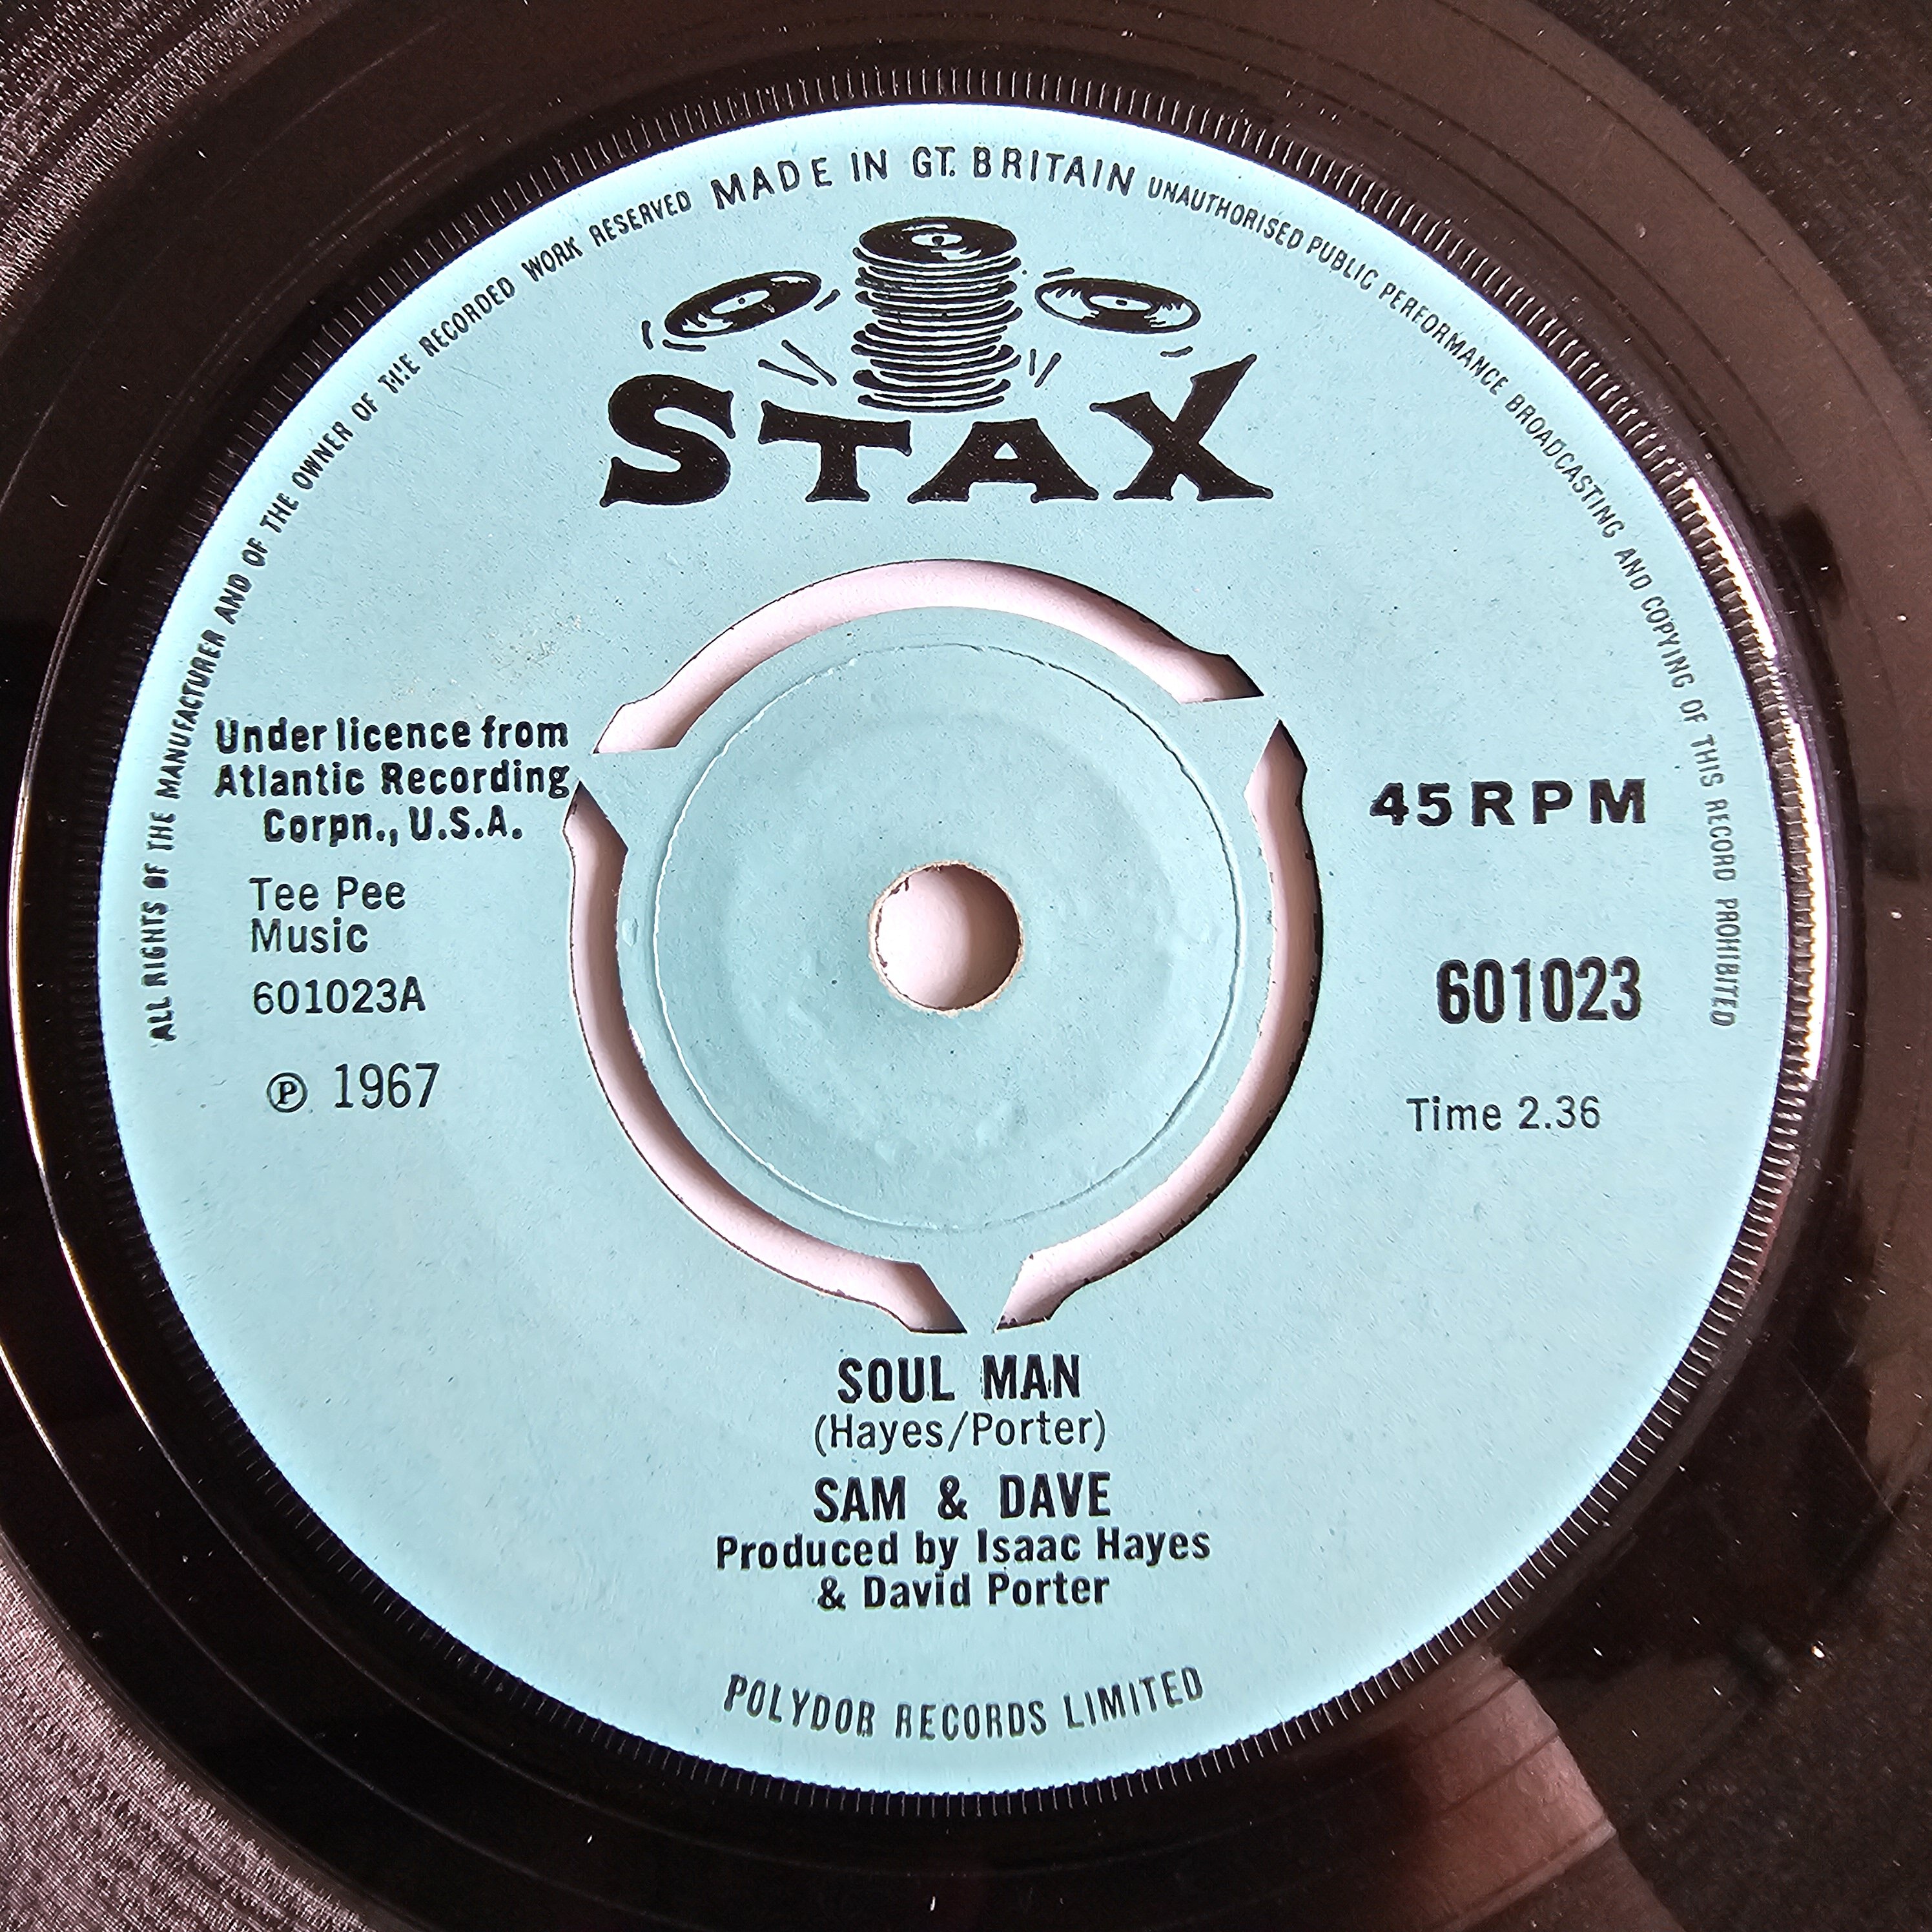 MADE IN GT. BRITAIN
UNAUTHORISED PUBLIC PERFORMANCE BROADCASTING AND COPYING OF THIS RECORD PROHIBITED
ALL RIGHTS OF THE MANUFACTURER AND OF THE OWNER OF THE RECORDED WORK RESERVED
STAX
Under licence from
Atlantic Recording
Corpn., U.S.A.
Tee Pee
Music
601023A
℗ 1967
45 RPM
601023
Time 2.36
SOUL MAN
(Hayes/Porter)
SAM & DAVE
Produced by Isaac Hayes
& David Porter
POLYDOR RECORDS LIMITED